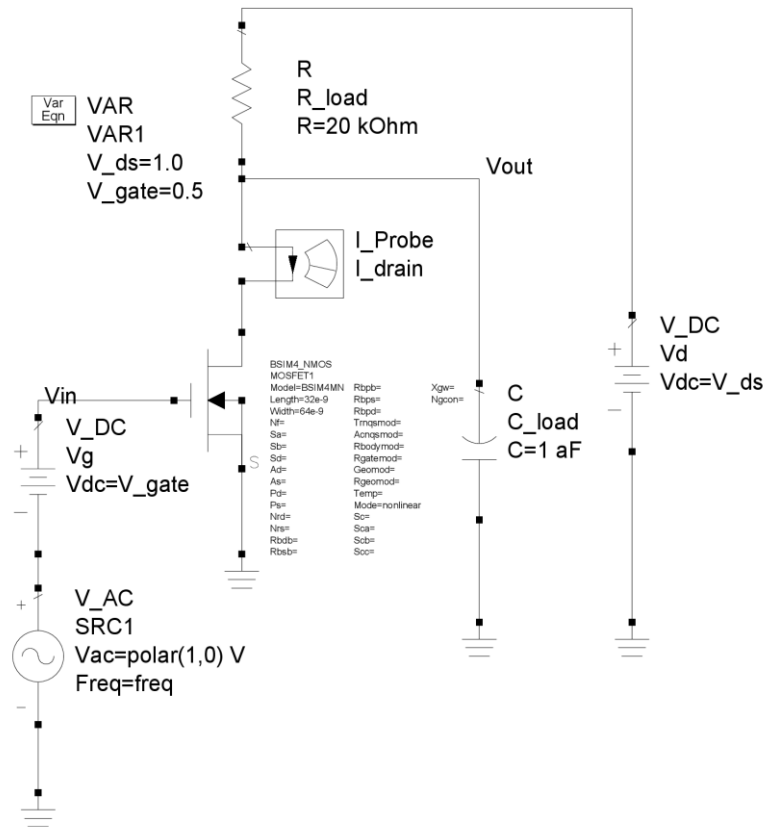 R
R_load
R=20 kOhm
Var
Eqn
VAR
VAR1
V_ds=1.0
V_gate=0.5
Vout
I_Probe
I_drain
V_DC
Vd
Vdc=V_ds
+
−
BSIM4_NMOS
MOSFET1
Model=BSIM4MN
Length=32e-9
Width=64e-9
Nf=
Sa=
Sb=
Sd=
Ad=
As=
Pd=
Ps=
Nrd=
Nrs=
Rbdb=
Rbsb=
Rbpb=
Rbps=
Rbpd=
Trnqsmod=
Acnqsmod=
Rbodymod=
Rgatemod=
Geomod=
Rgeomod=
Temp=
Mode=nonlinear
Sc=
Sca=
Scb=
Scc=
Xgw=
Ngcon=
C
C_load
C=1 aF
Vin
V_DC
Vg
Vdc=V_gate
+
−
S
V_AC
SRC1
Vac=polar(1,0) V
Freq=freq
+
−